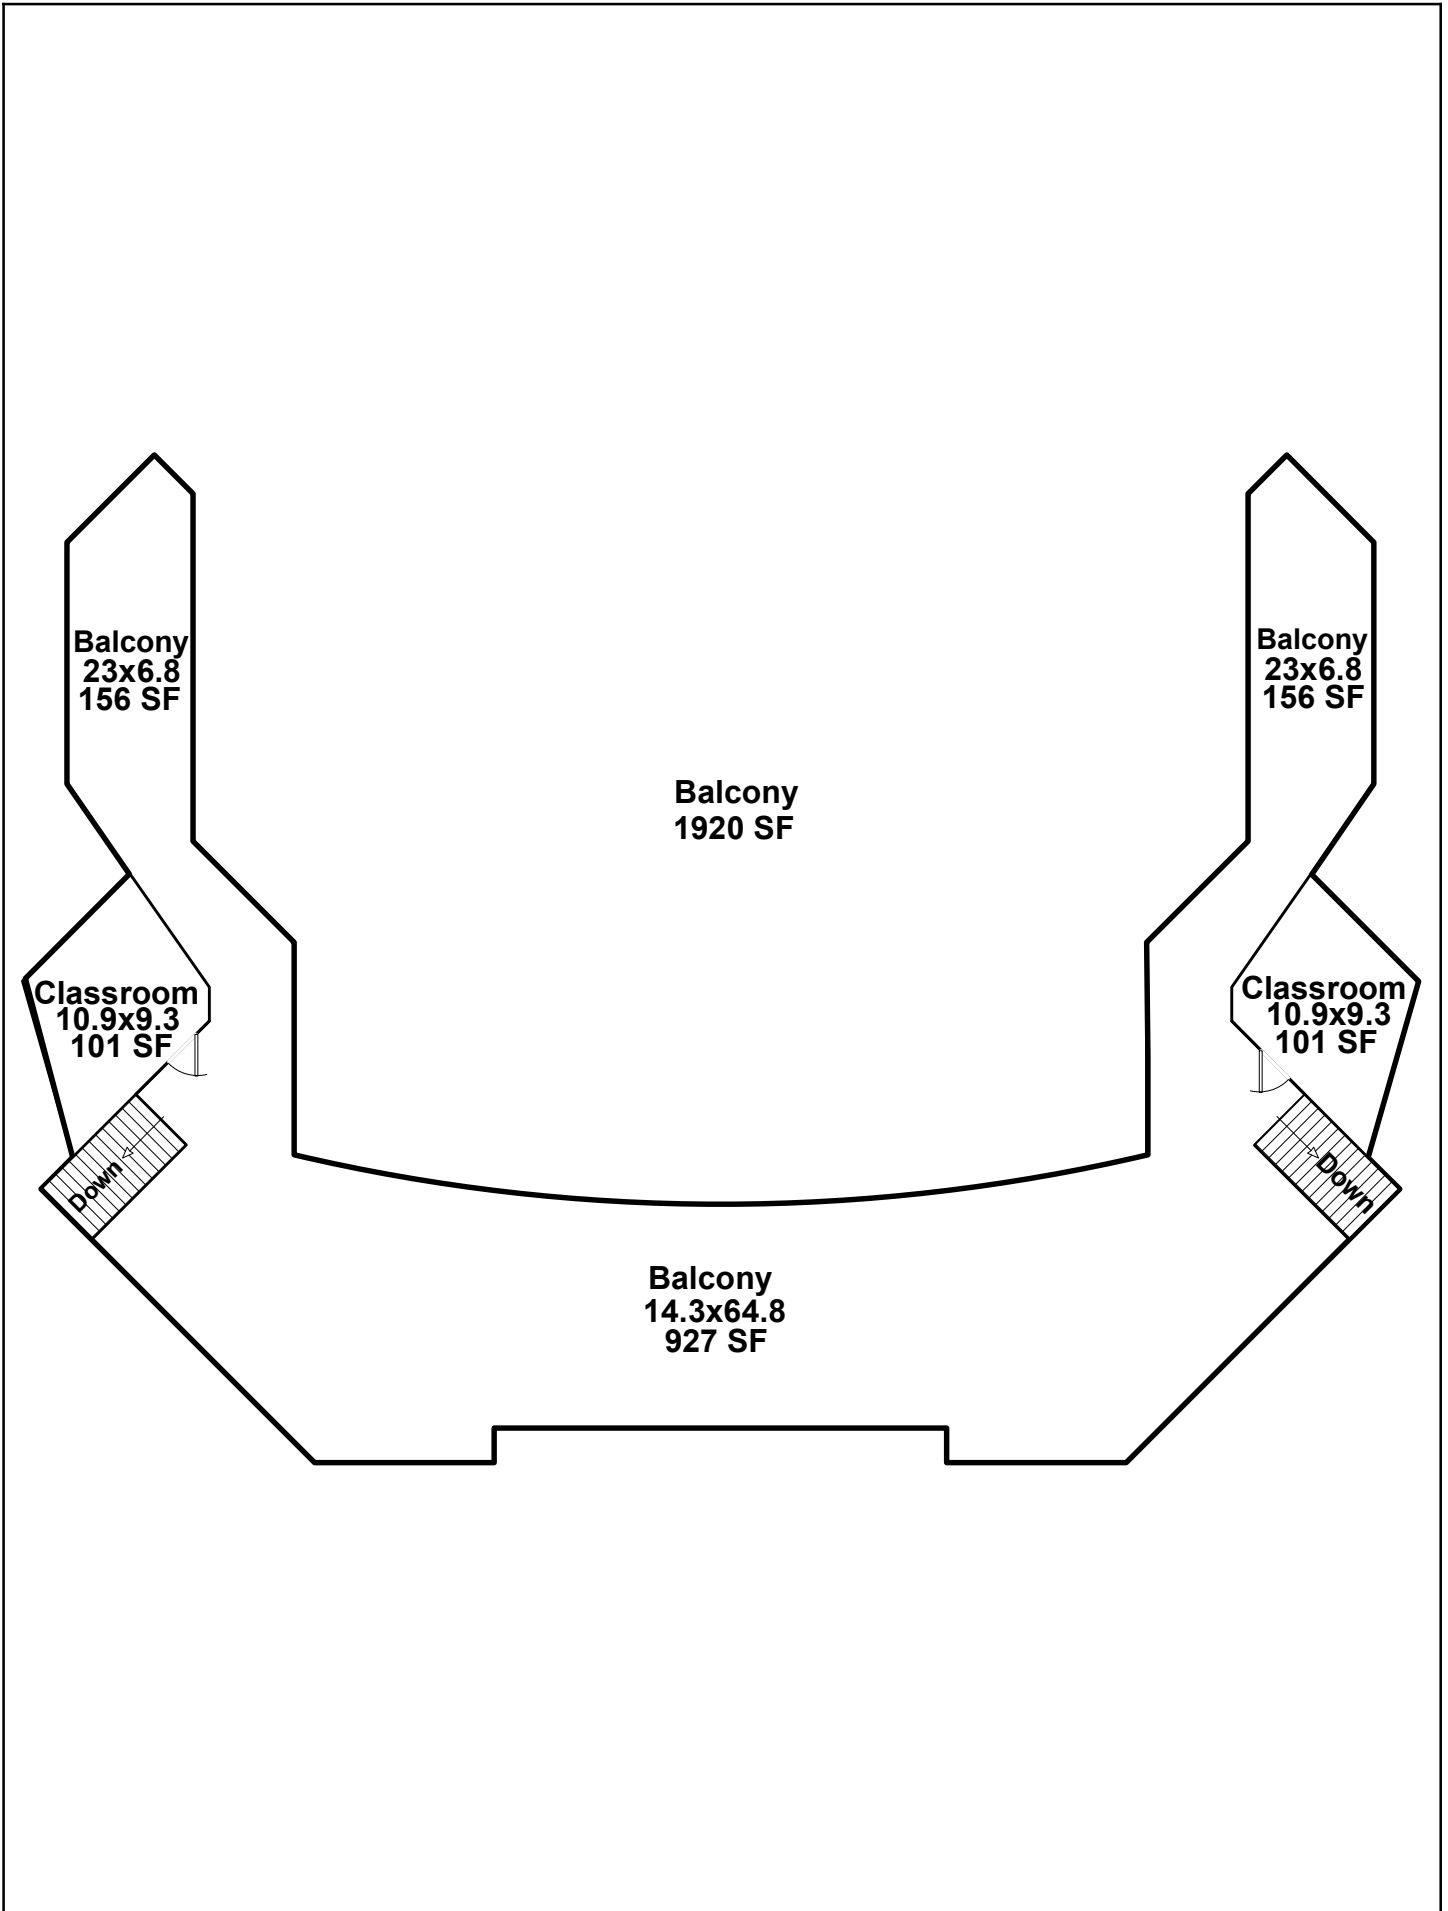 Balcony
23x6.8
156 SF
Balcony
23x6.8
156 SF
Balcony
1920 SF
Classroom
10.9x9.3
101 SF
Classroom
10.9x9.3
101 SF
Down
Down
Balcony
14.3x64.8
927 SF